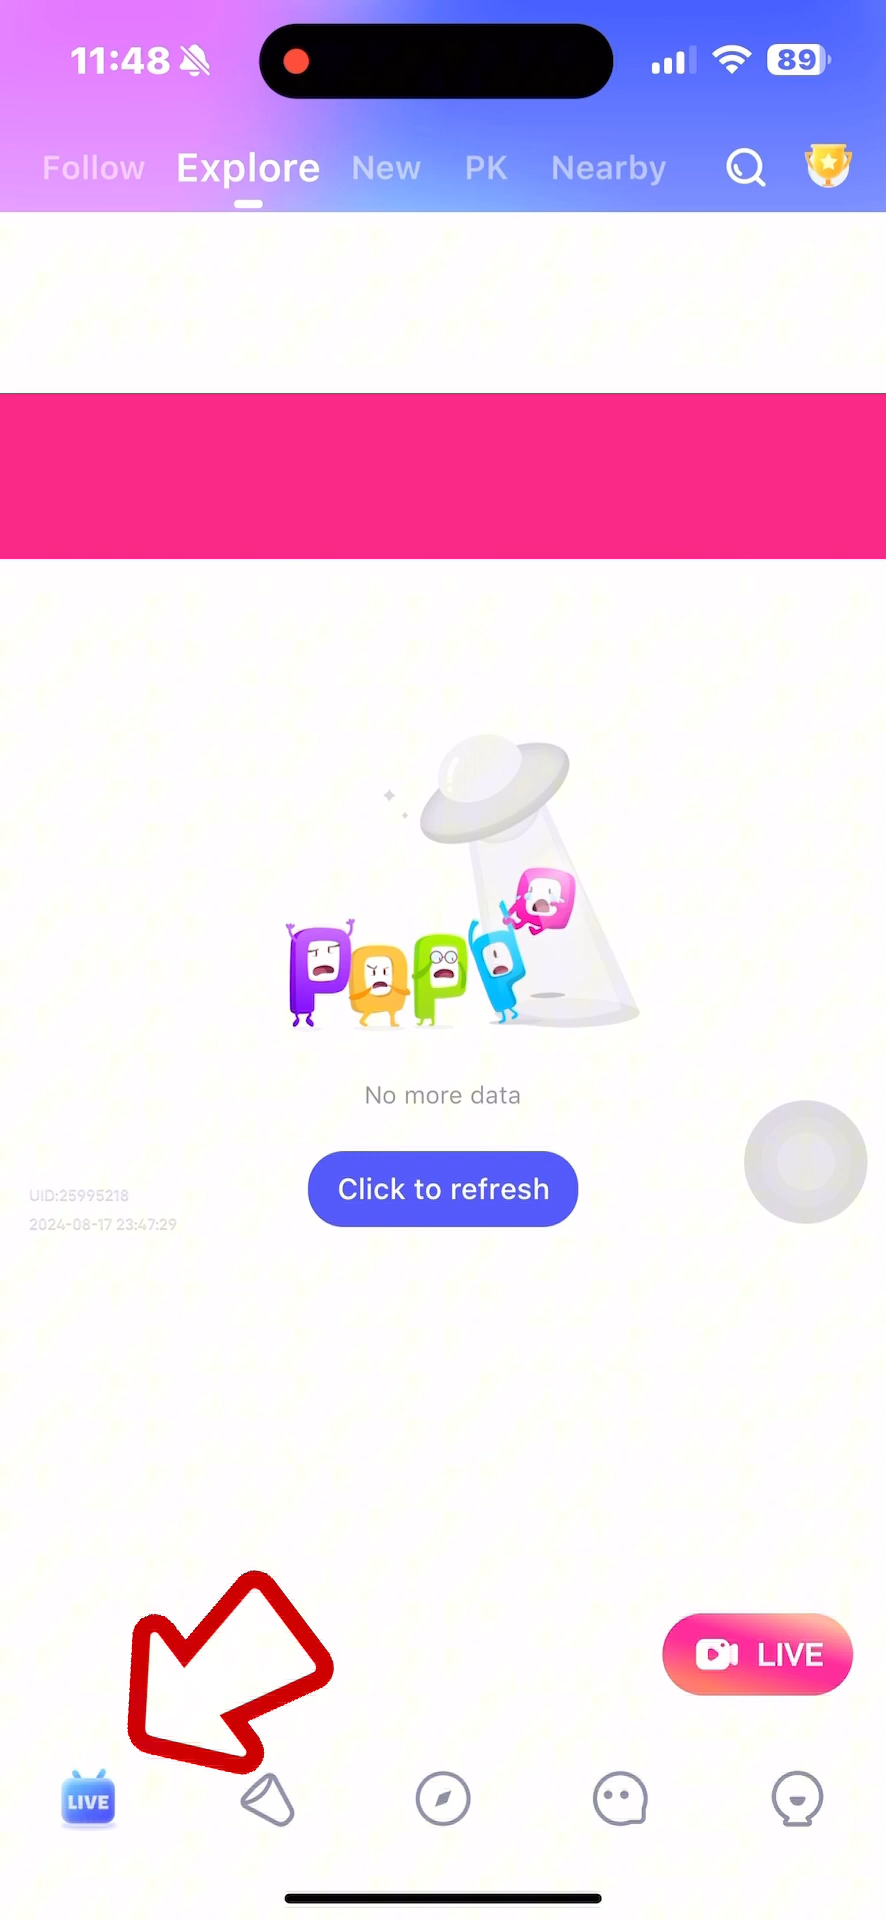 11:48
89
Follow Explore New PK Nearby
POPP
No more data
Click to refresh
UID:25995218
2024-08-17 23:47:29
LIVE
LIVE